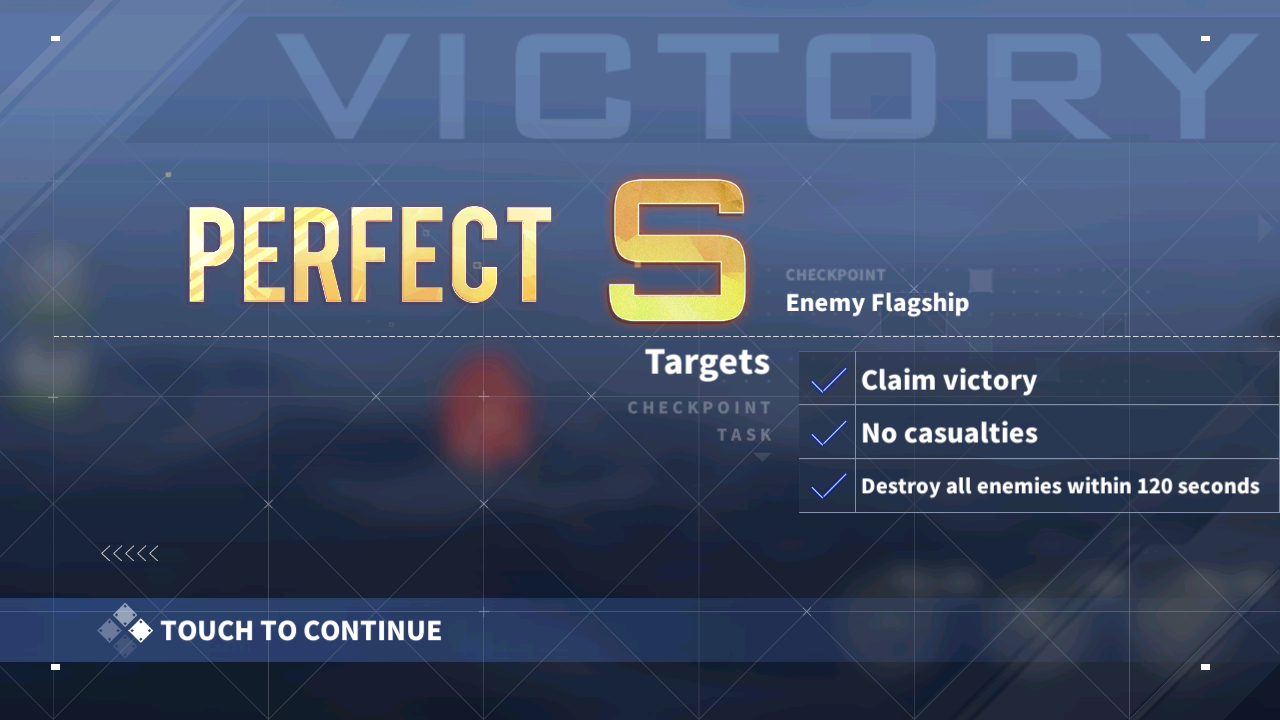 VICTORY
PERFECT S
CHECKPOINT
Enemy Flagship
Targets
CHECKPOINT
TASK
Claim victory
No casualties
Destroy all enemies within 120 seconds
TOUCH TO CONTINUE